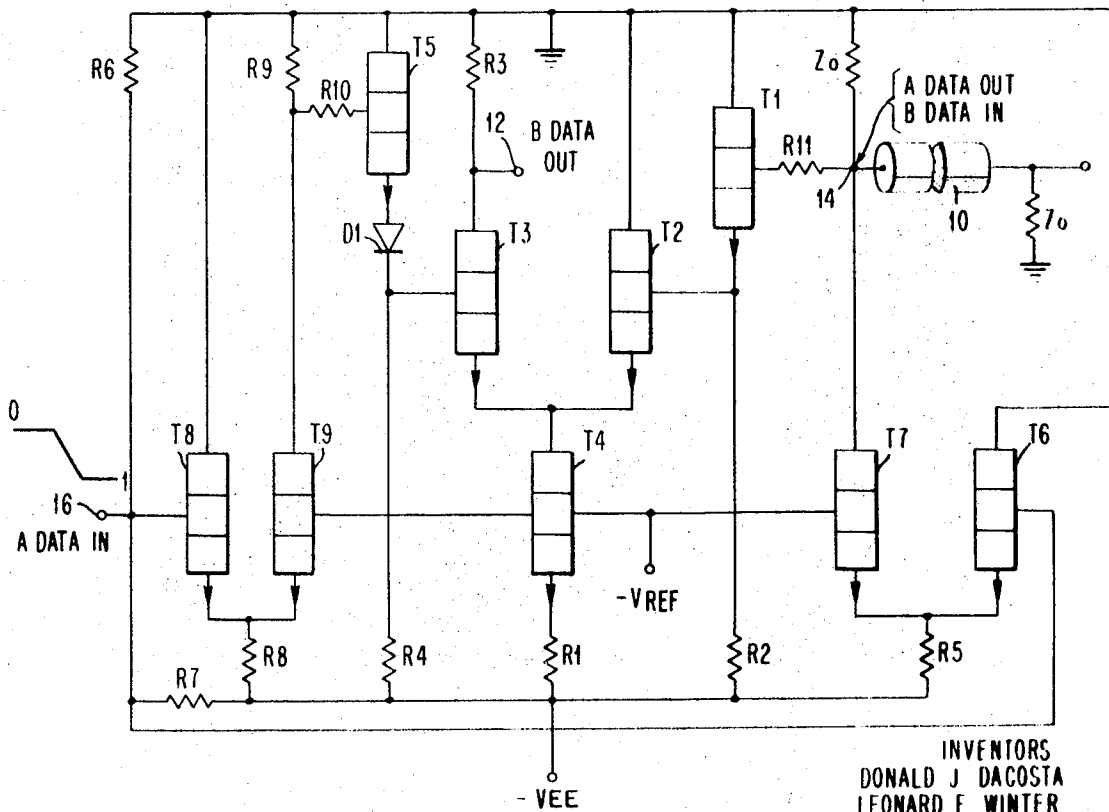 R6
R9
R10
T5
R3
12
B DATA
OUT
T1
R11
Zo
A DATA OUT
B DATA IN
14
10
Zo
D1
T3
T2
0
1
16
A DATA IN
T8
T9
T4
-VREF
T7
T6
R7
R8
R4
R1
R2
R5
- VEE
INVENTORS
DONALD J DACOSTA
LEONARD E WINTER